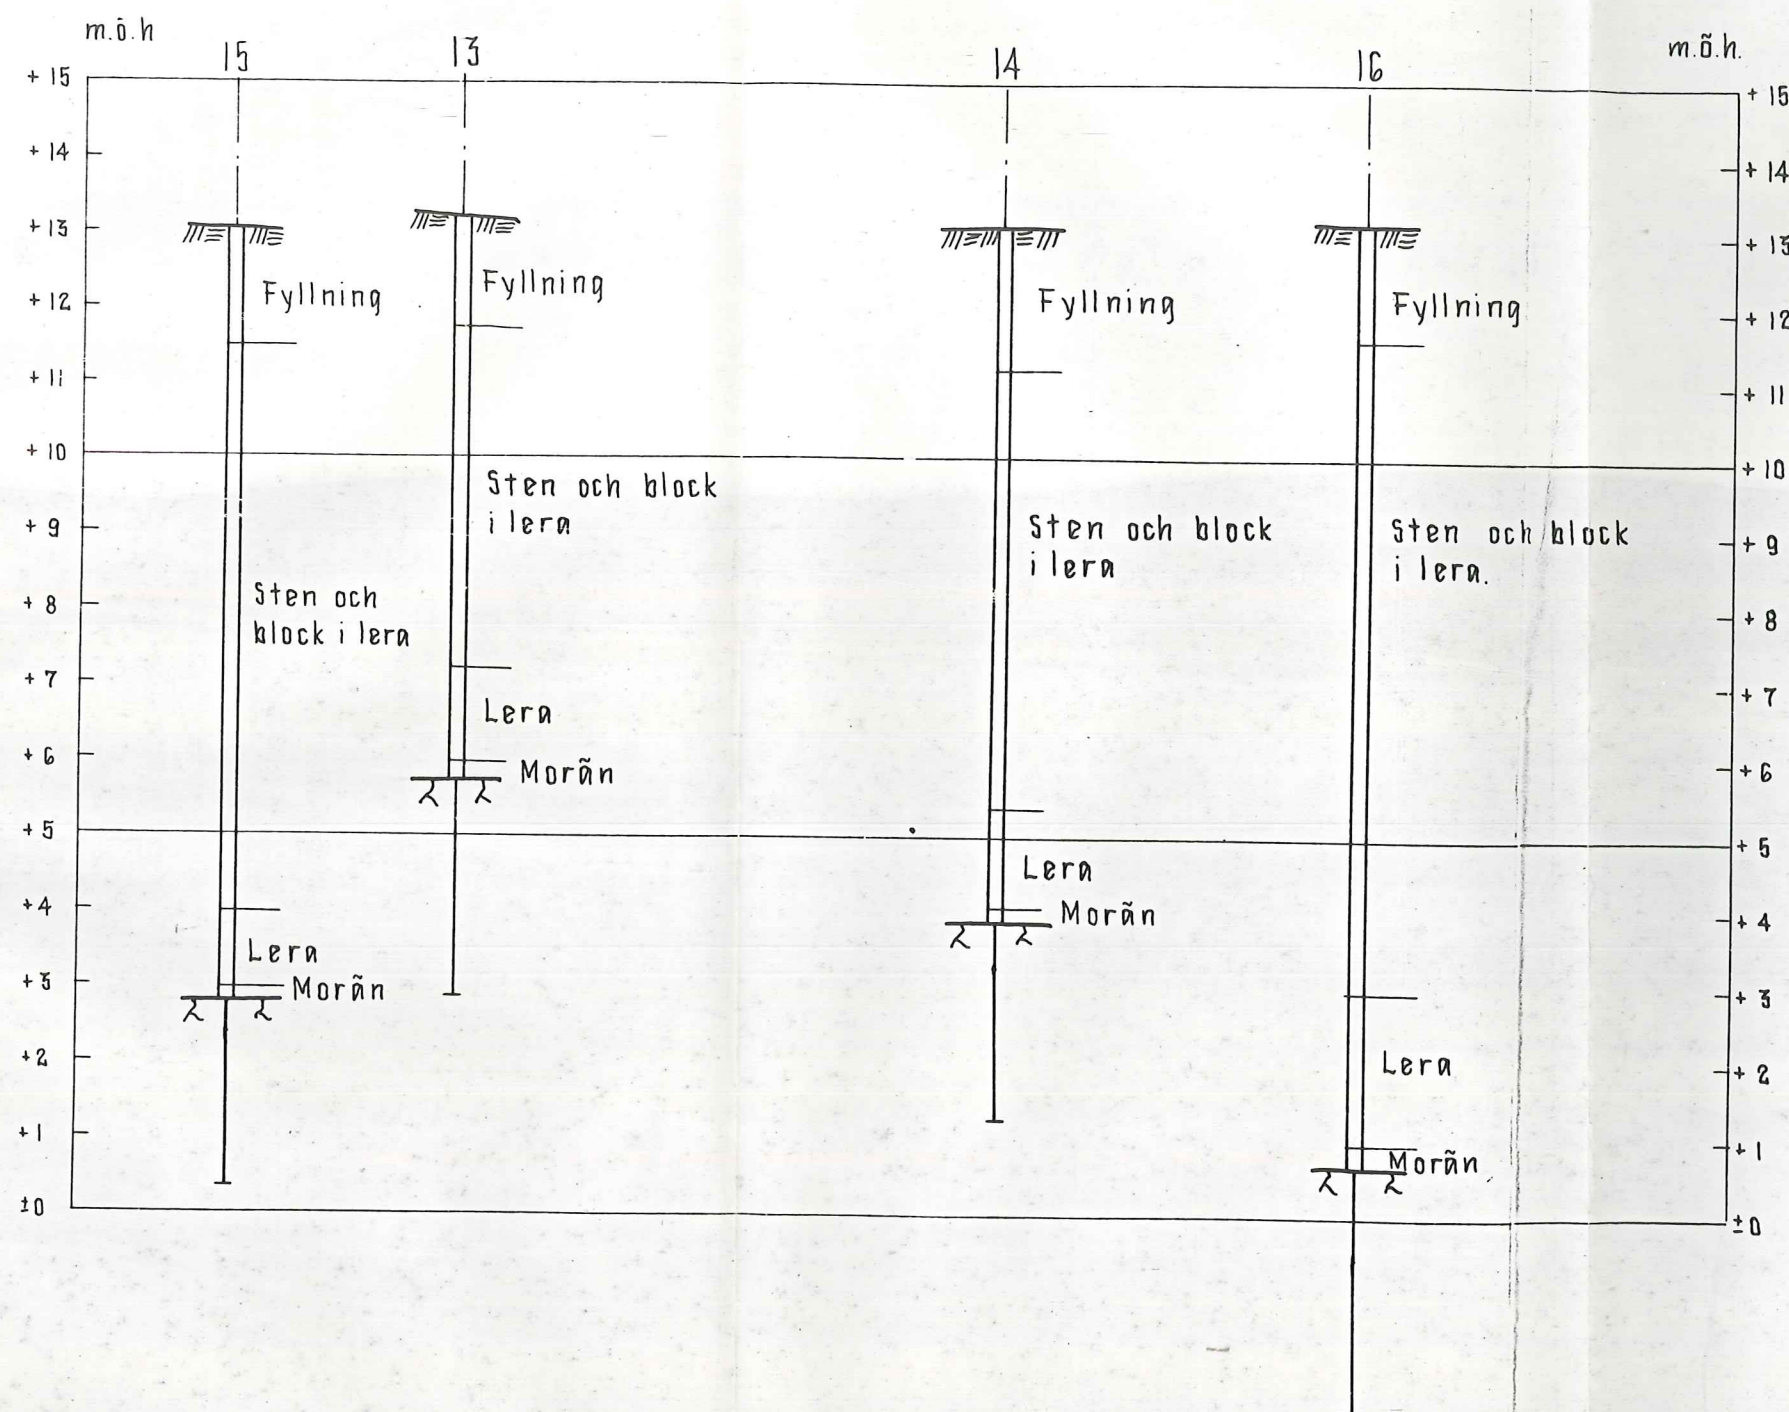 m.ö.h
15
13
14
16
m.ö.h.
+ 15
+ 14
+ 13
+ 12
+ 11
+ 10
+ 9
+ 8
+ 7
+ 6
+ 5
+ 4
+ 3
+ 2
+ 1
±0
Fyllning
Sten och
block i lera
Lera
Morän
Fyllning
Sten och block
i lera
Lera
Morän
Fyllning
Sten och block
i lera
Lera
Morän
Fyllning
Sten och block
i lera.
Lera
Morän
+ 15
+ 14
+ 13
+ 12
+ 11
+ 10
+ 9
+ 8
+ 7
+ 6
+ 5
+ 4
+ 3
+ 2
+ 1
±0